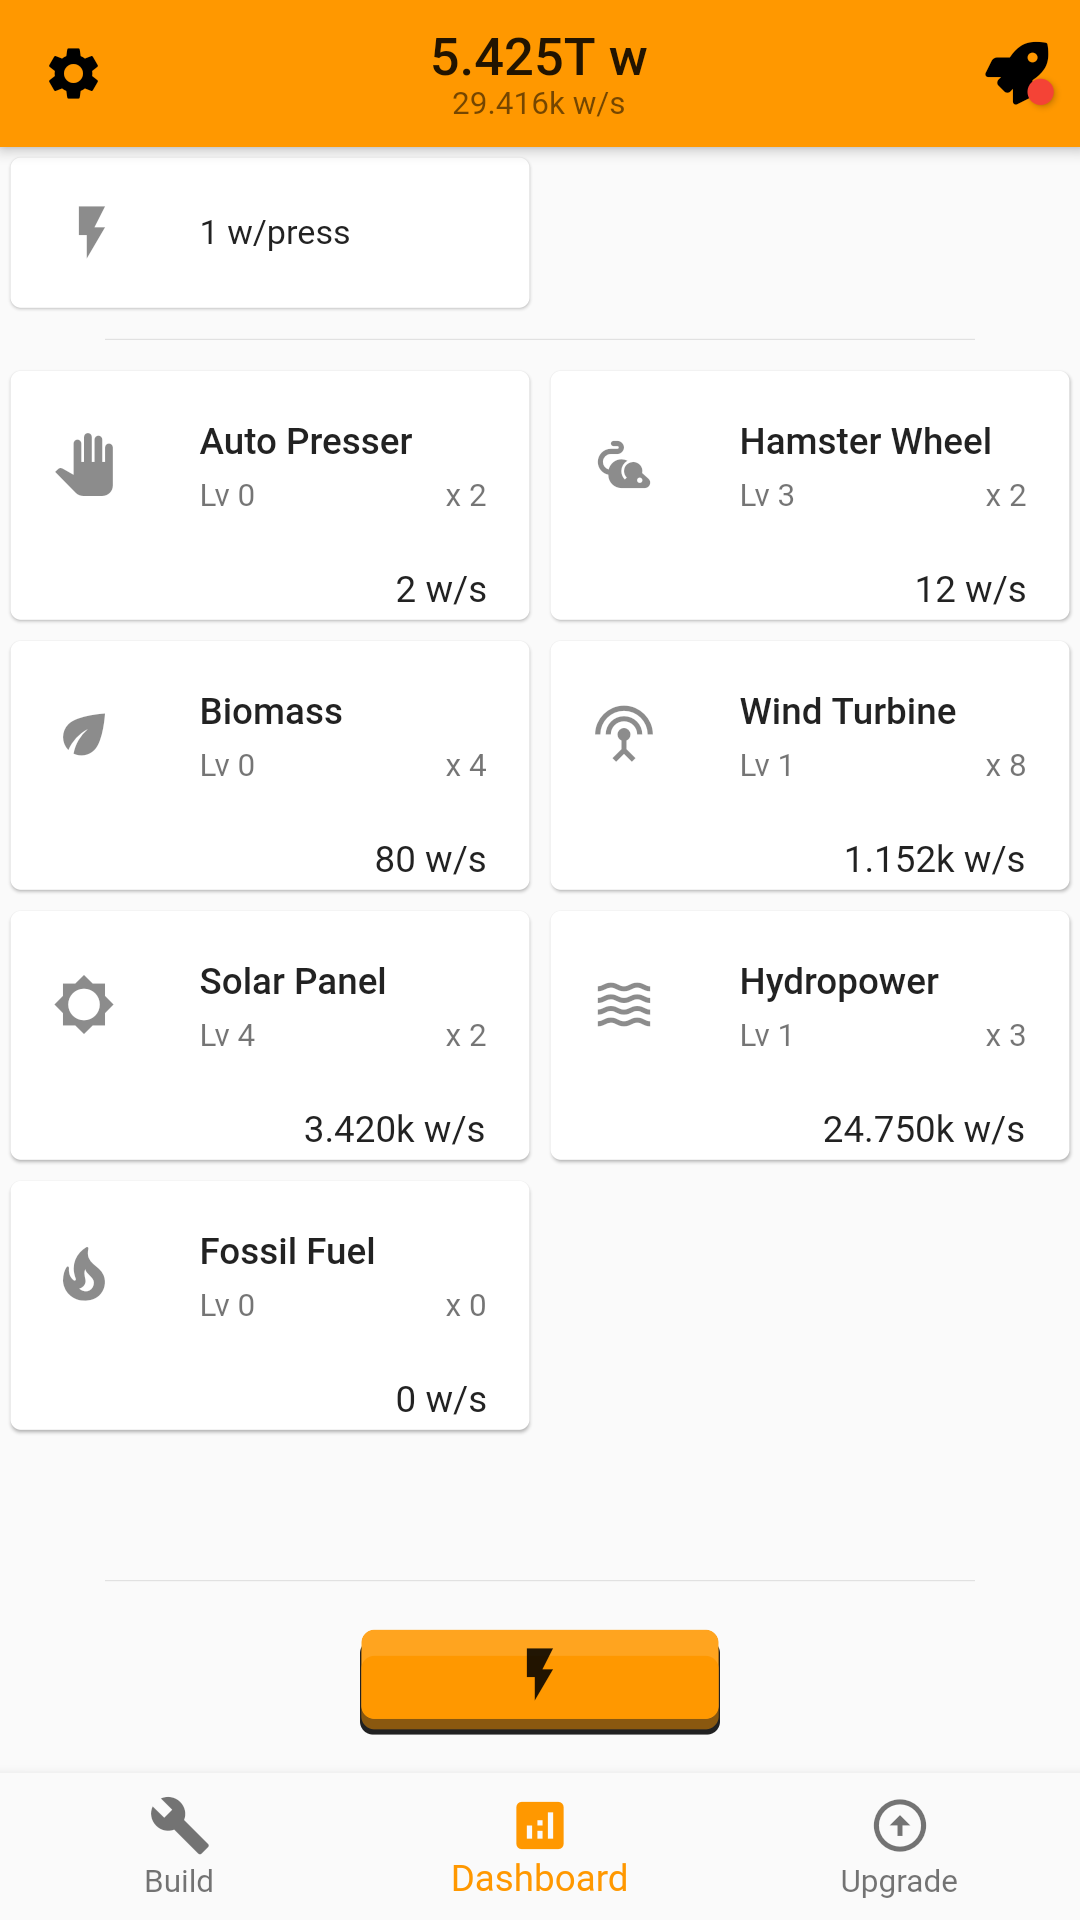 5.425T w
29.416k w/s
1 w/press
Auto Presser
Lv 0 x 2
2 w/s
Hamster Wheel
Lv 3 x 2
12 w/s
Biomass
Lv 0 x 4
80 w/s
Wind Turbine
Lv 1 x 8
1.152k w/s
Solar Panel
Lv 4 x 2
3.420k w/s
Hydropower
Lv 1 x 3
24.750k w/s
Fossil Fuel
Lv 0 x 0
0 w/s
Build
Dashboard
Upgrade